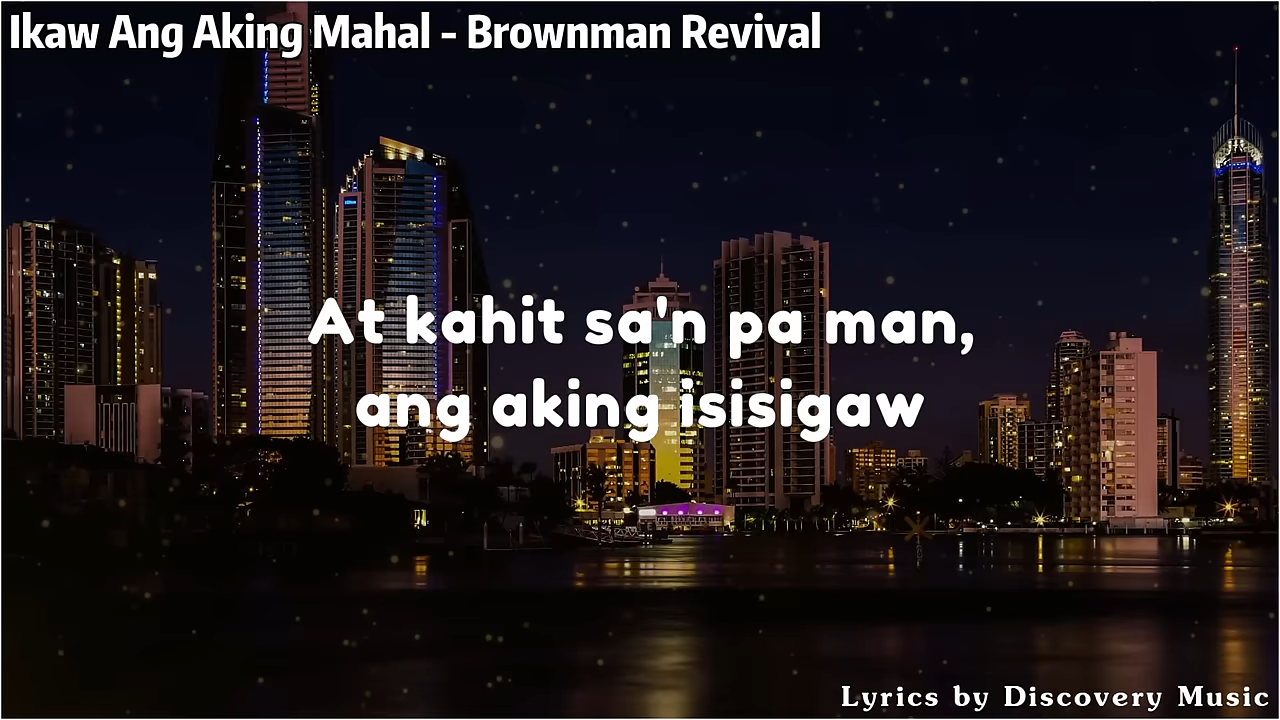 Ikaw Ang Aking Mahal - Brownman Revival
At kahit sa'n pa man,
ang aking isisigaw
Lyrics by Discovery Music